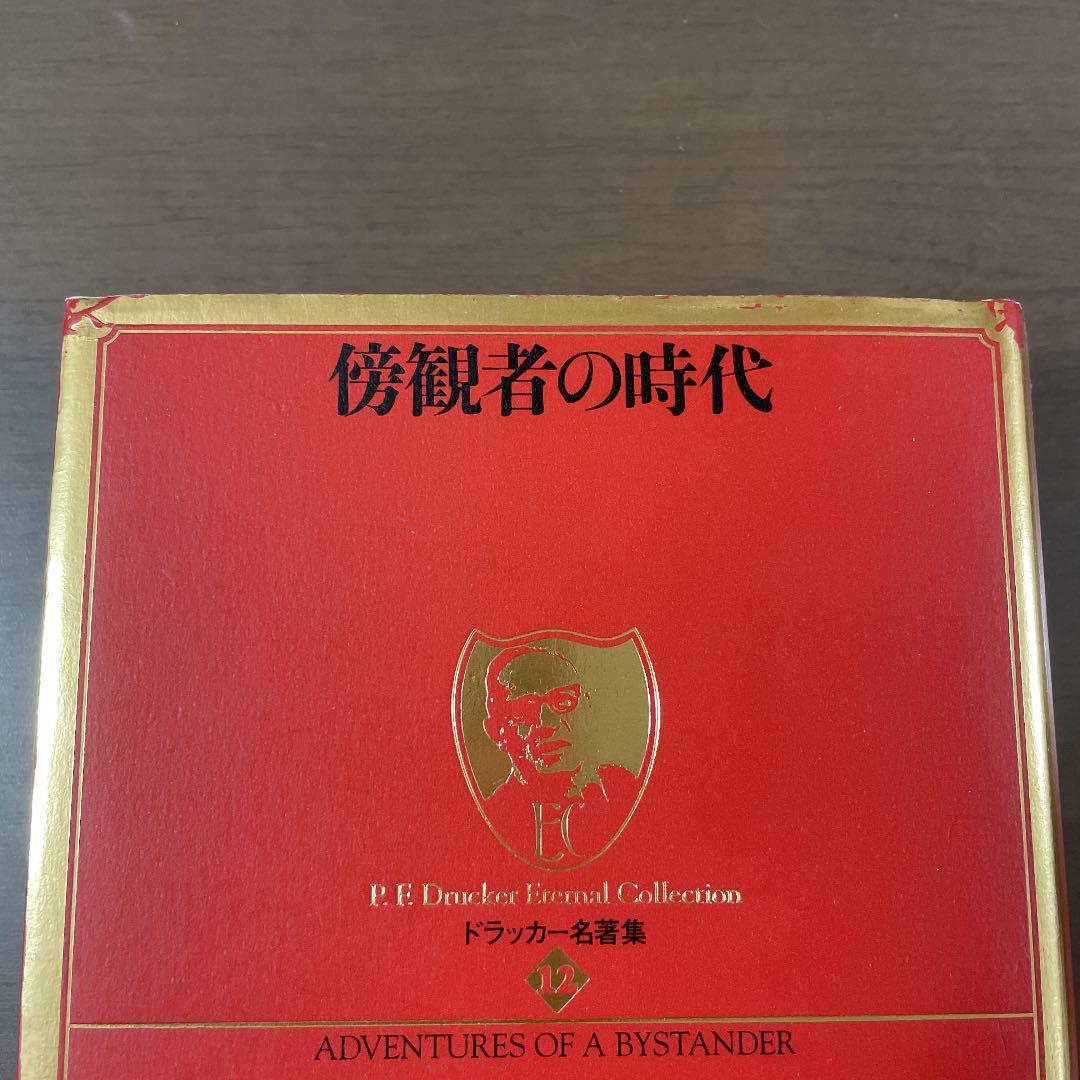 傍観者の時代
EC
P. F. Drucker Eternal Collection
ドラッカー名著集
12
ADVENTURES OF A BYSTANDER